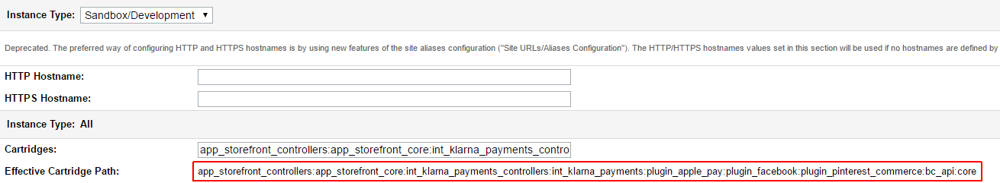 Instance Type: Sandbox/Development
Deprecated. The preferred way of configuring HTTP and HTTPS hostnames is by using new features of the site aliases configuration ("Site URLs/Aliases Configuration"). The HTTP/HTTPS hostnames values set in this section will be used if no hostnames are defined by
HTTP Hostname:
HTTPS Hostname:
Instance Type: All
Cartridges: app_storefront_controllers:app_storefront_core:int_klarna_payments_contro
Effective Cartridge Path: app_storefront_controllers:app_storefront_core:int_klarna_payments_controllers:int_klarna_payments:plugin_apple_pay:plugin_facebook:plugin_pinterest_commerce:bc_api:core